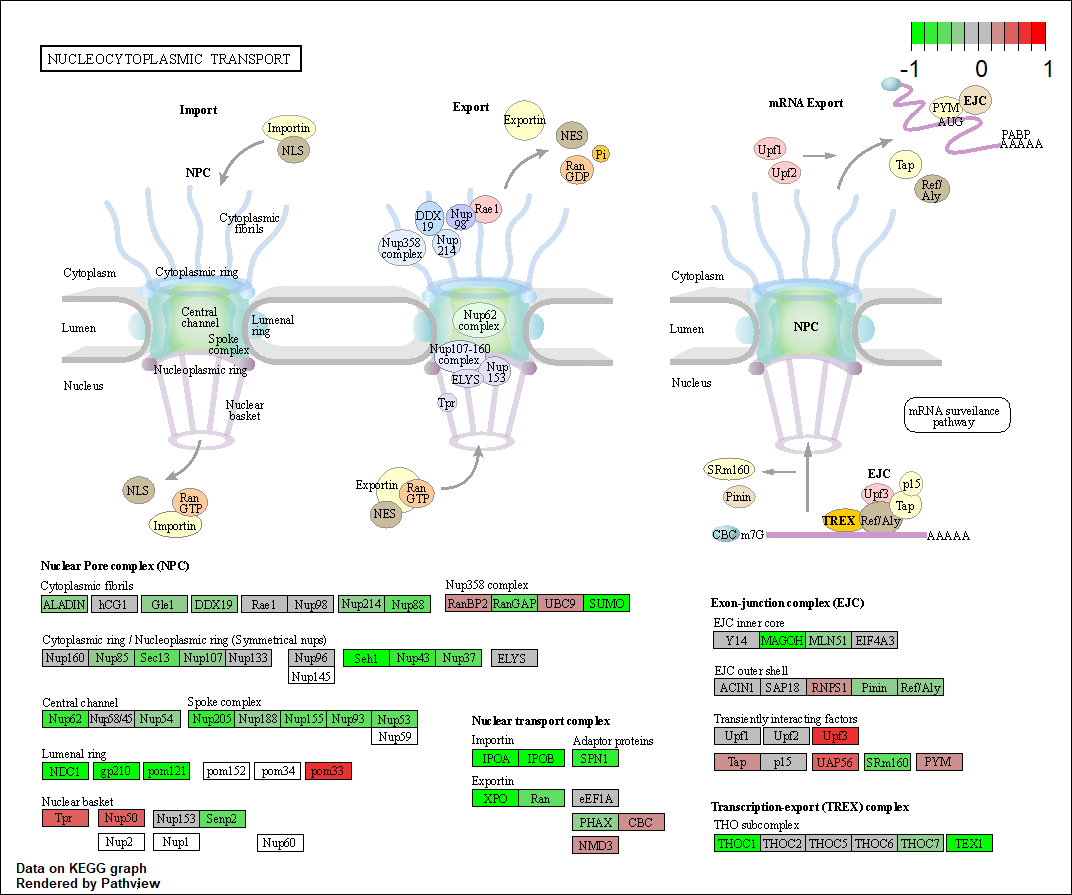 NUCLEOCYTOPLASMIC TRANSPORT
-1 0 1
Import
Importin
NLS
NPC
Cytoplasmic
fibrils
Cytoplasm
Cytoplasmic ring
Central
channel
Lumenal
ring
Lumen
Spoke
complex
Nucleoplasmic ring
Nucleus
Nuclear
basket
NLS
Ran
GTP
Importin
Export
Exportin
NES
Pi
Ran
GDP
DDX
19
Nup
98
Rae1
Nup358
complex
Nup
214
Nup62
complex
Nup107-160
complex
Nup
153
ELYS
Tpr
Exportin
Ran
GTP
NES
mRNA Export
PYM
EJC
AUG
PABP
AAAAA
Upf1
Upf2
Tap
Ref/
Aly
Cytoplasm
Lumen
NPC
Nucleus
mRNA surveilance
pathway
SRm160
Pinin
EJC
Upf3
p15
Tap
TREX
Ref/Aly
CBC
m7G
AAAAA
Nuclear Pore complex (NPC)
Cytoplasmic fibrils
ALADIN hCG1 Gle1 DDX19 Rae1 Nup98 Nup214 Nup88
Nup358 complex
RanBP2 RanGAP UBC9 SUMO
Cytoplasmic ring / Nucleoplasmic ring (Symmetrical nups)
Nup160 Nup85 Sec13 Nup107 Nup133 Nup96 Seh1 Nup43 Nup37 ELYS
Nup145
Central channel
Nup62 Nup58/45 Nup54
Spoke complex
Nup205 Nup188 Nup155 Nup93 Nup53
Nup59
Lumenal ring
NDC1 gp210 pom121 pom152 pom34 pom33
Nuclear basket
Tpr Nup50 Nup153 Senp2
Nup2 Nup1 Nup60
Nuclear transport complex
Importin
IPOA IPOB
Adaptor proteins
SPN1
Exportin
XPO Ran eEF1A
PHAX CBC
NMD3
Exon-junction complex (EJC)
EJC inner core
Y14 MAGOH MLN51 EIF4A3
EJC outer shell
ACIN1 SAP18 RNPS1 Pinin Ref/Aly
Transiently interacting factors
Upf1 Upf2 Upf3
Tap p15 UAP56 SRm160 PYM
Transcription-export (TREX) complex
THO subcomplex
THOC1 THOC2 THOC5 THOC6 THOC7 TEX1
Data on KEGG graph
Rendered by Pathview